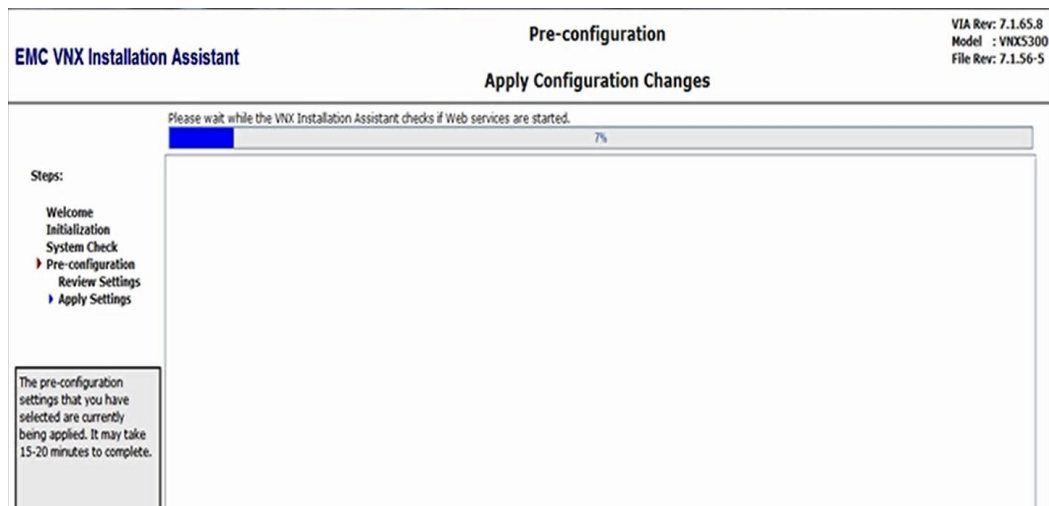 EMC VNX Installation Assistant
Pre-configuration
Apply Configuration Changes
VIA Rev: 7.1.65.8
Model : VNX5300
File Rev: 7.1.56-5
Please wait while the VNX Installation Assistant checks if Web services are started.
7%
Steps:
Welcome
Initialization
System Check
Pre-configuration
Review Settings
Apply Settings
The pre-configuration
settings that you have
selected are currently
being applied. It may take
15-20 minutes to complete.